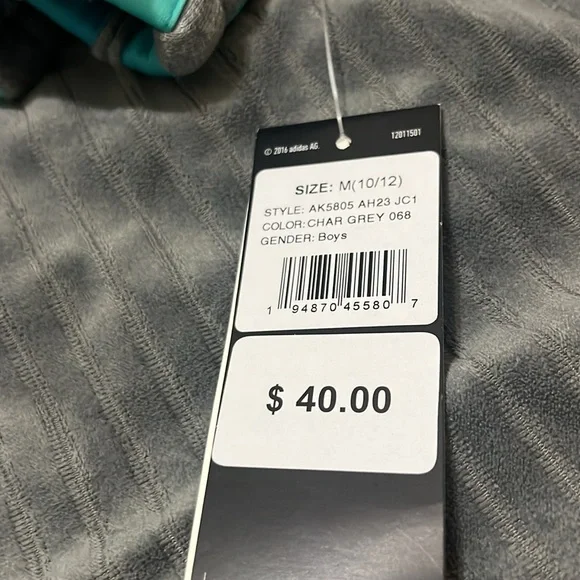 © 2016 adidas AG. 12011501
SIZE: M(10/12)
STYLE: AK5805 AH23 JC1
COLOR: CHAR GREY 068
GENDER: Boys
1 94870 45580 7
$ 40.00